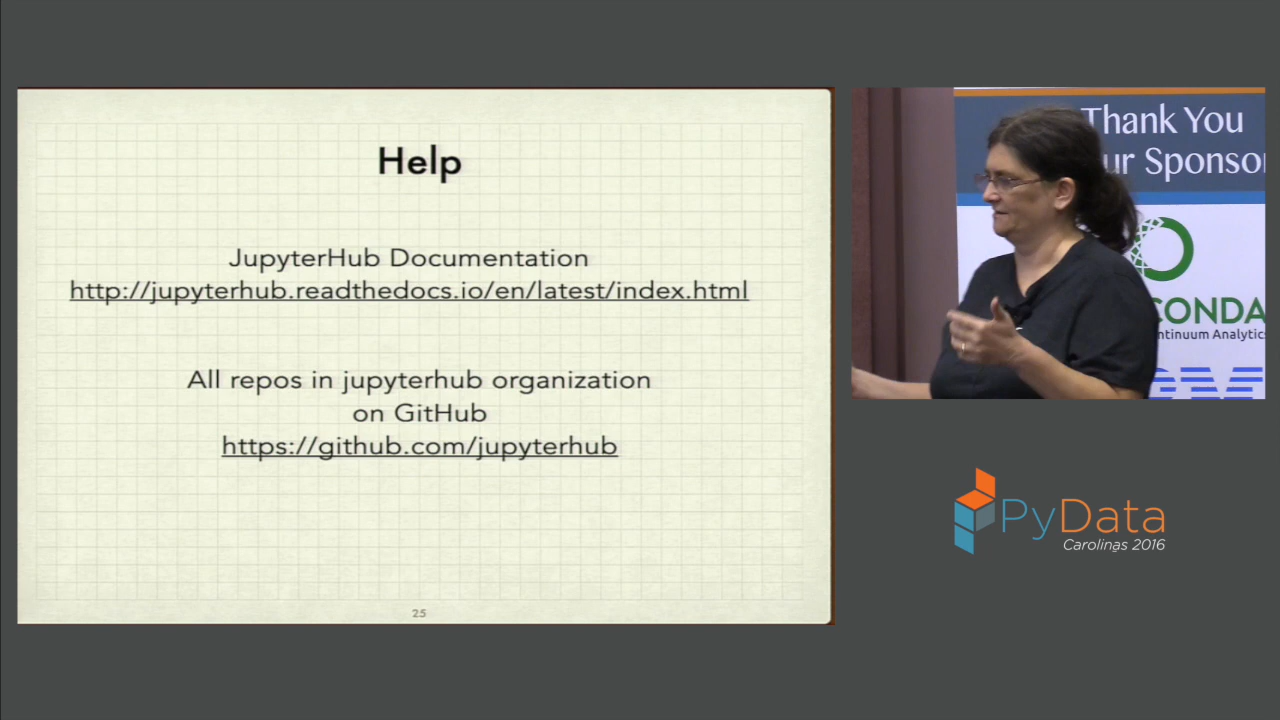 Help
JupyterHub Documentation
http://jupyterhub.readthedocs.io/en/latest/index.html
All repos in jupyterhub organization
on GitHub
https://github.com/jupyterhub
25
Thank You
ur Sponsor
CONDA
ntinuum Analytics
IBM
PyData
Carolinas 2016